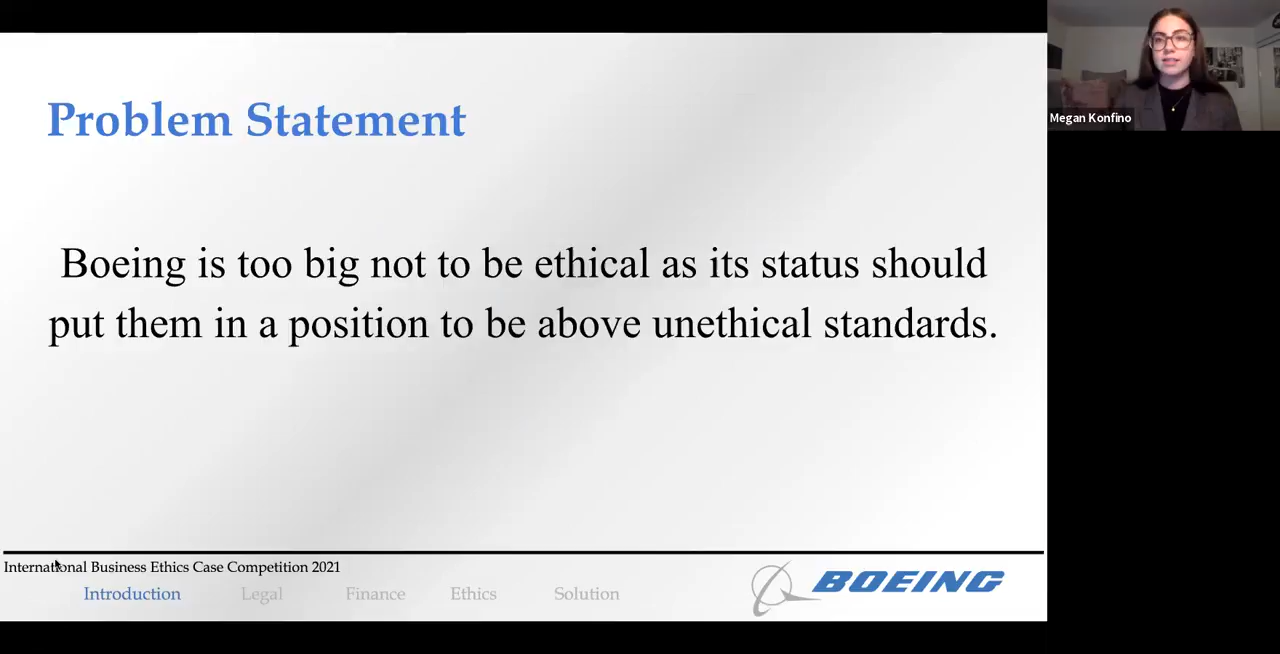 Problem Statement
Boeing is too big not to be ethical as its status should
put them in a position to be above unethical standards.
International Business Ethics Case Competition 2021
Introduction Legal Finance Ethics Solution
BOEING
Megan Konfino